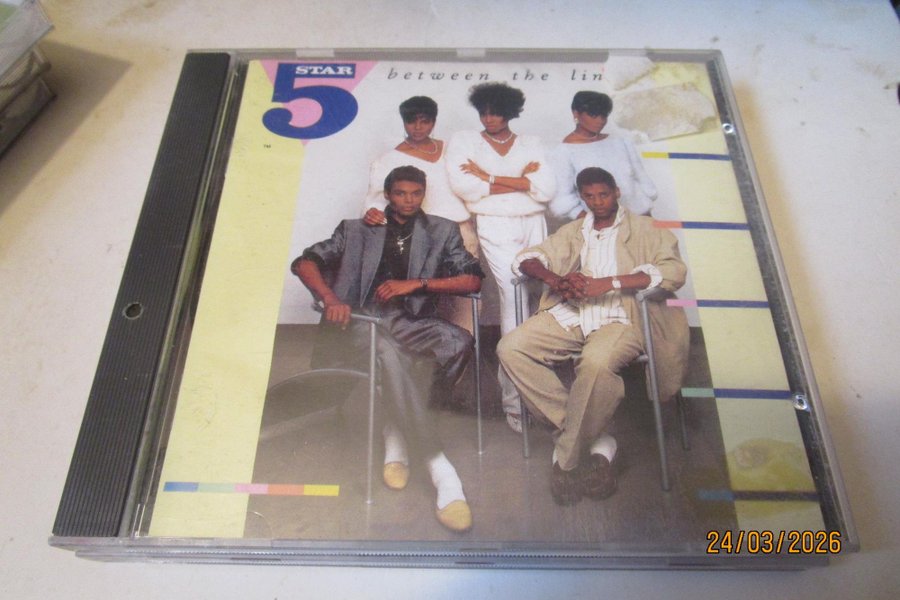 5 STAR
between the lin
TM
24/03/2026